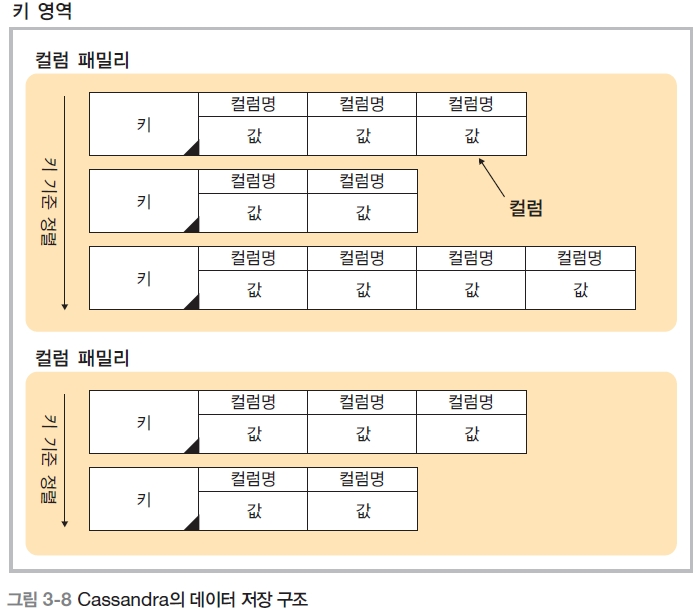 키 영역
컬럼 패밀리
키 기준 정렬
키 컬럼명 컬럼명 컬럼명
값 값 값
컬럼
키 컬럼명 컬럼명
값 값
키 컬럼명 컬럼명 컬럼명 컬럼명
값 값 값 값
컬럼 패밀리
키 기준 정렬
키 컬럼명 컬럼명 컬럼명
값 값 값
키 컬럼명 컬럼명
값 값
그림 3-8 Cassandra의 데이터 저장 구조